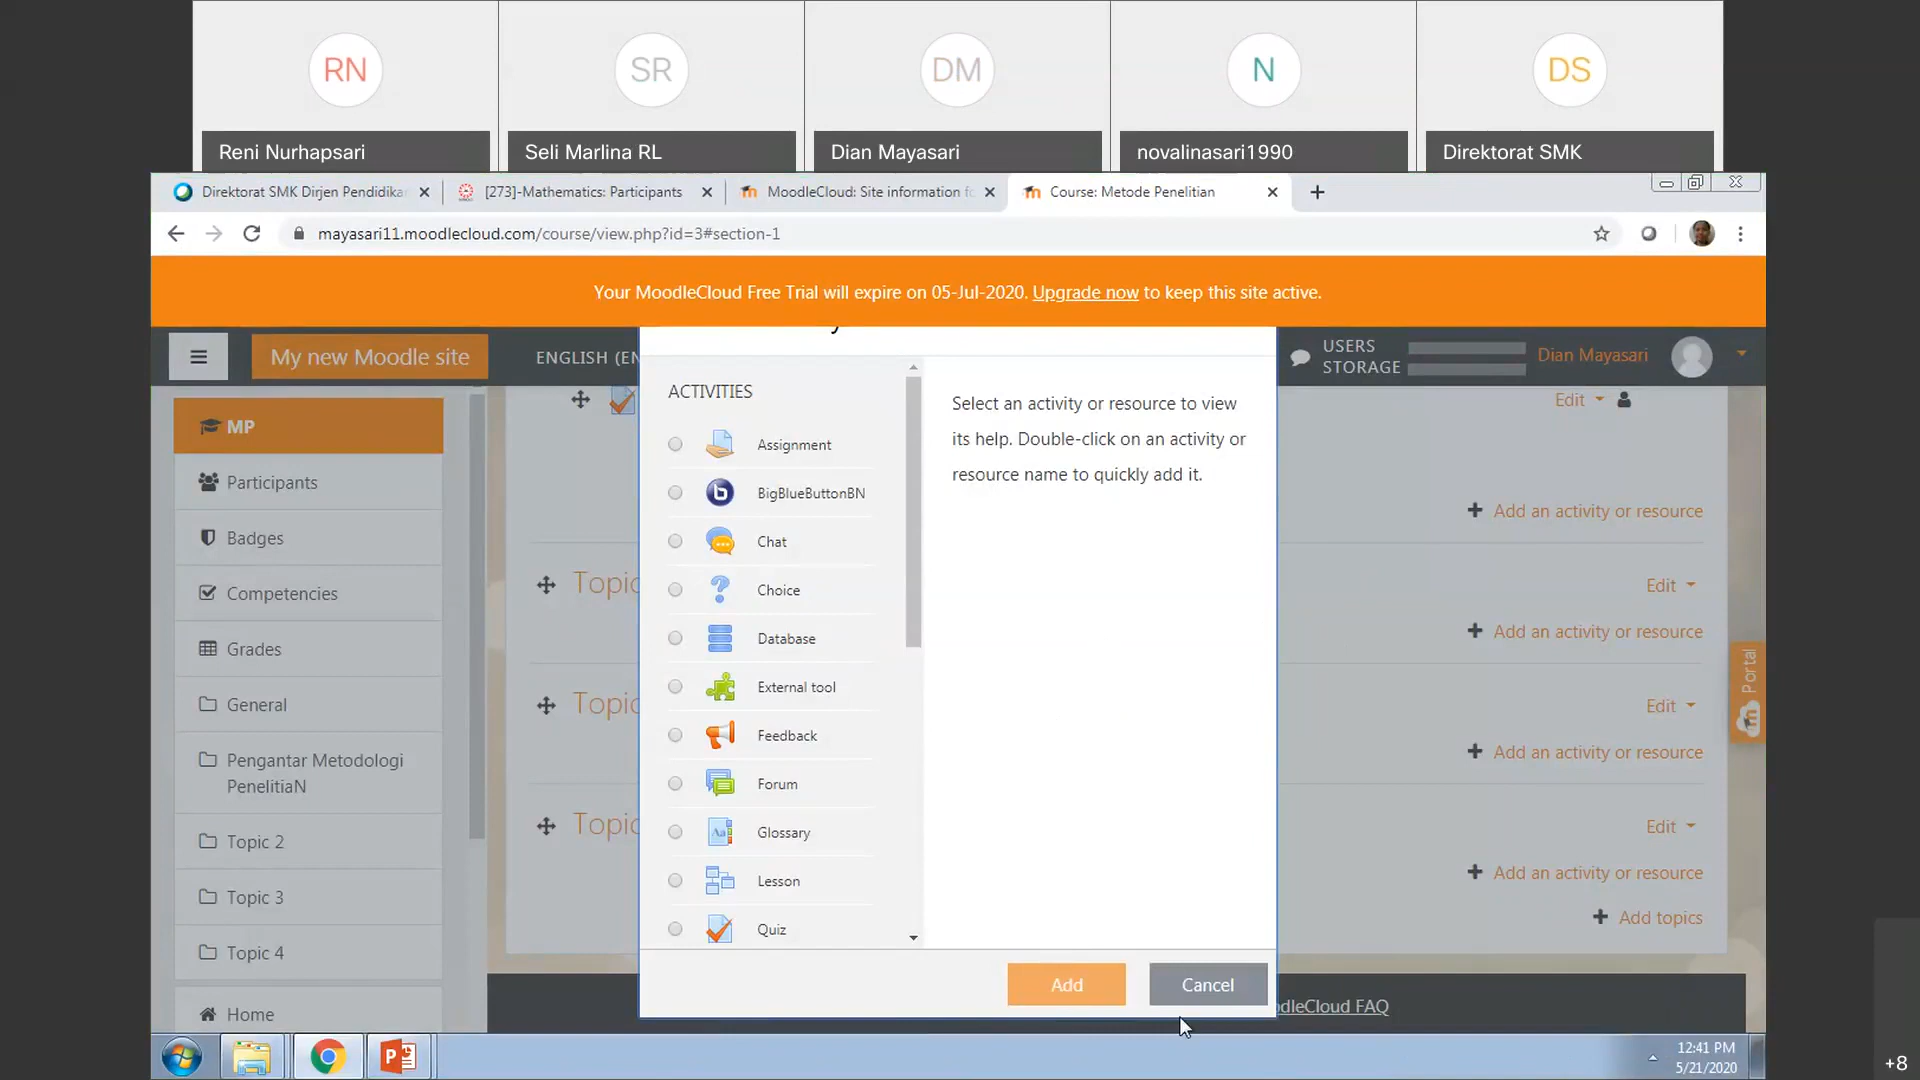 RN
SR
DM
N
DS
Reni Nurhapsari
Seli Marlina RL
Dian Mayasari
novalinasari1990
Direktorat SMK
Direktorat SMK Dirjen Pendidika
[273]-Mathematics: Participants
MoodleCloud: Site information fo
Course: Metode Penelitian
mayasari11.moodlecloud.com/course/view.php?id=3#section-1
Your MoodleCloud Free Trial will expire on 05-Jul-2020. Upgrade now to keep this site active.
My new Moodle site
ENGLISH (EN
USERS
STORAGE
Dian Mayasari
MP
Participants
Badges
Competencies
Grades
General
Pengantar Metodologi
PenelitiaN
Topic 2
Topic 3
Topic 4
Home
ACTIVITIES
Assignment
BigBlueButtonBN
Chat
Choice
Database
External tool
Feedback
Forum
Glossary
Lesson
Quiz
Select an activity or resource to view
its help. Double-click on an activity or
resource name to quickly add it.
Add
Cancel
Edit
Add an activity or resource
Topic
Edit
Add an activity or resource
Topic
Edit
Add an activity or resource
Topic
Edit
Add an activity or resource
Add topics
Portal
dleCloud FAQ
12:41 PM
5/21/2020
+8